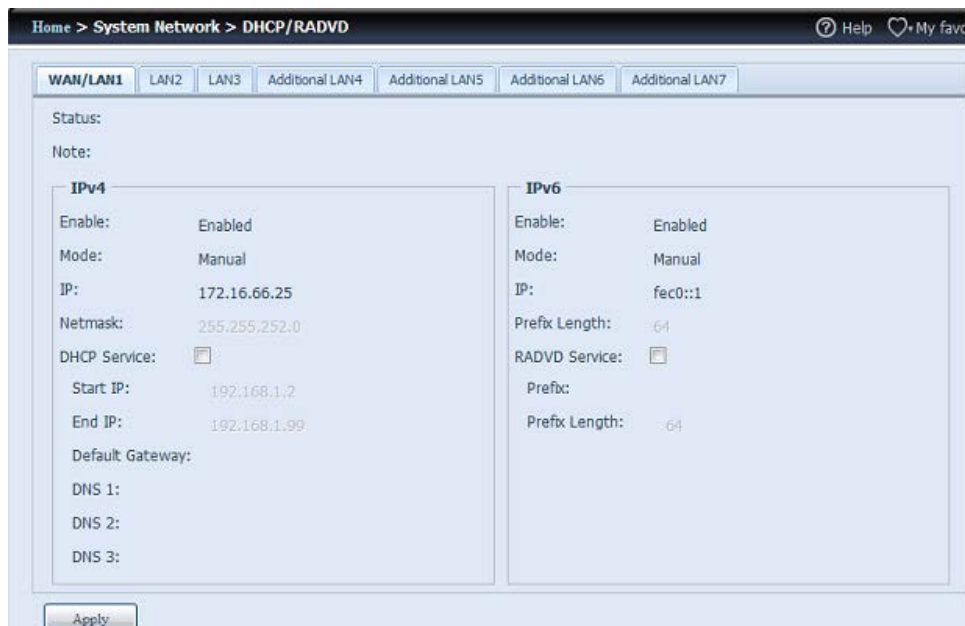 Home > System Network > DHCP/RADVD
Help My favo
WAN/LAN1 LAN2 LAN3 Additional LAN4 Additional LAN5 Additional LAN6 Additional LAN7
Status:
Note:
IPv4
Enable: Enabled
Mode: Manual
IP: 172.16.66.25
Netmask: 255.255.252.0
DHCP Service:
Start IP: 192.168.1.2
End IP: 192.168.1.99
Default Gateway:
DNS 1:
DNS 2:
DNS 3:
IPv6
Enable: Enabled
Mode: Manual
IP: fec0::1
Prefix Length: 64
RADVD Service:
Prefix:
Prefix Length: 64
Apply